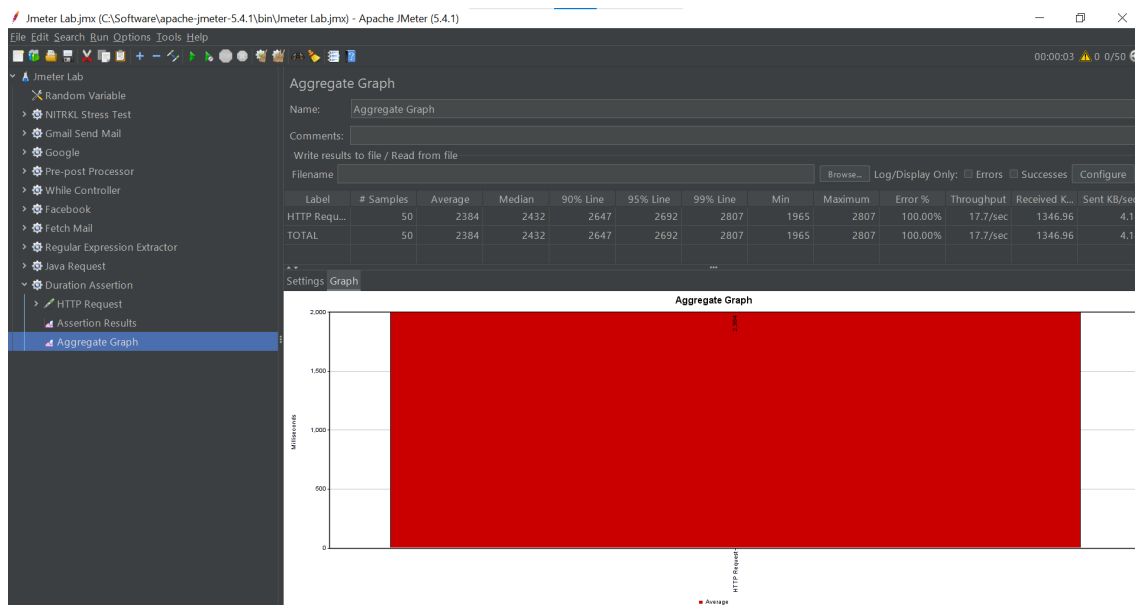 Jmeter Lab.jmx (C:\Software\apache-jmeter-5.4.1\bin\Jmeter Lab.jmx) - Apache JMeter (5.4.1)
File Edit Search Run Options Tools Help
00:00:03 0 0/50
Jmeter Lab
Random Variable
NITRKL Stress Test
Gmail Send Mail
Google
Pre-post Processor
While Controller
Facebook
Fetch Mail
Regular Expression Extractor
Java Request
Duration Assertion
HTTP Request
Assertion Results
Aggregate Graph
Aggregate Graph
Name: Aggregate Graph
Comments:
Write results to file / Read from file
Filename Browse... Log/Display Only: Errors Successes Configure
Label # Samples Average Median 90% Line 95% Line 99% Line Min Maximum Error % Throughput Received K... Sent KB/sec
HTTP Requ... 50 2384 2432 2647 2692 2807 1965 2807 100.00% 17.7/sec 1346.96 4.1
TOTAL 50 2384 2432 2647 2692 2807 1965 2807 100.00% 17.7/sec 1346.96 4.1
Settings Graph
Aggregate Graph
2,000
1,500
1,000
500
0
Milliseconds
HTTP Request
Average